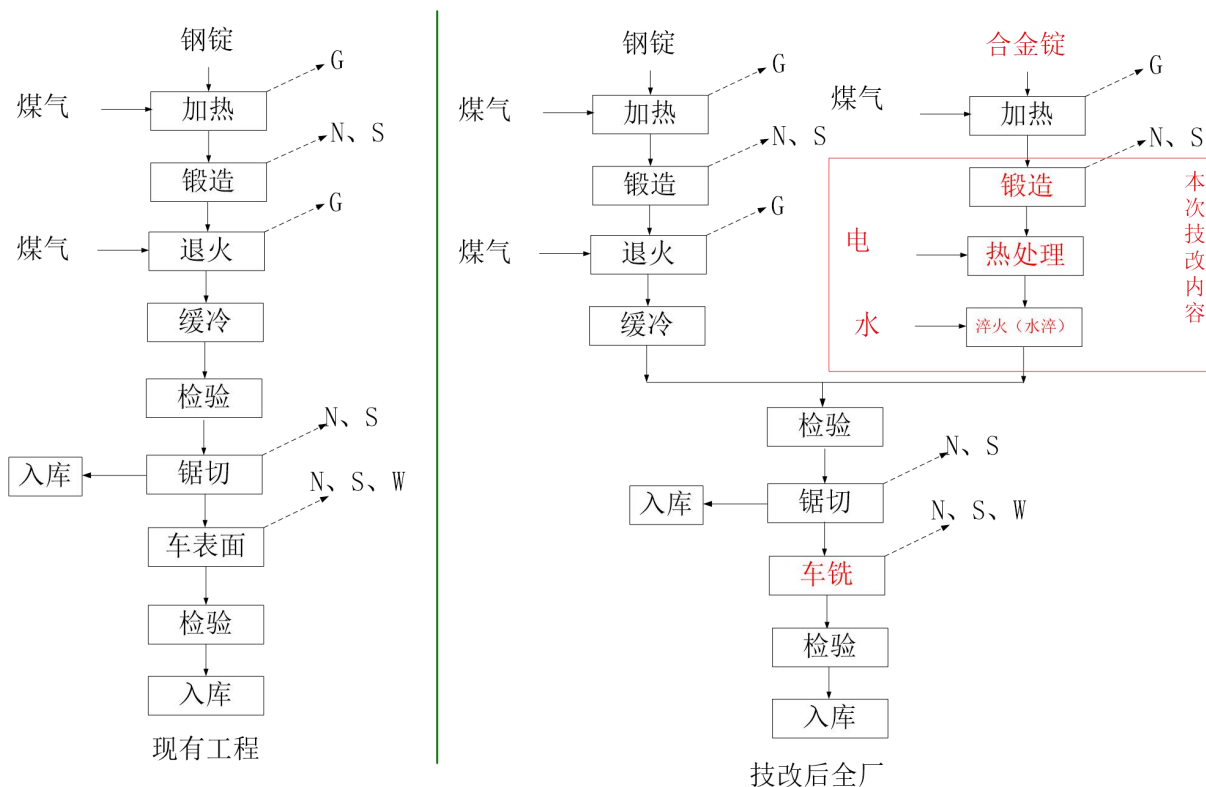 钢锭
G
煤气
加热
N、S
锻造
G
煤气
退火
缓冷
检验
N、S
入库
锯切
N、S、W
车表面
检验
入库
现有工程
钢锭
G
煤气
加热
N、S
锻造
G
煤气
退火
缓冷
合金锭
G
煤气
加热
N、S
锻造
本次技改内容
电
热处理
水
淬火（水淬）
检验
N、S
入库
锯切
N、S、W
车铣
检验
入库
技改后全厂